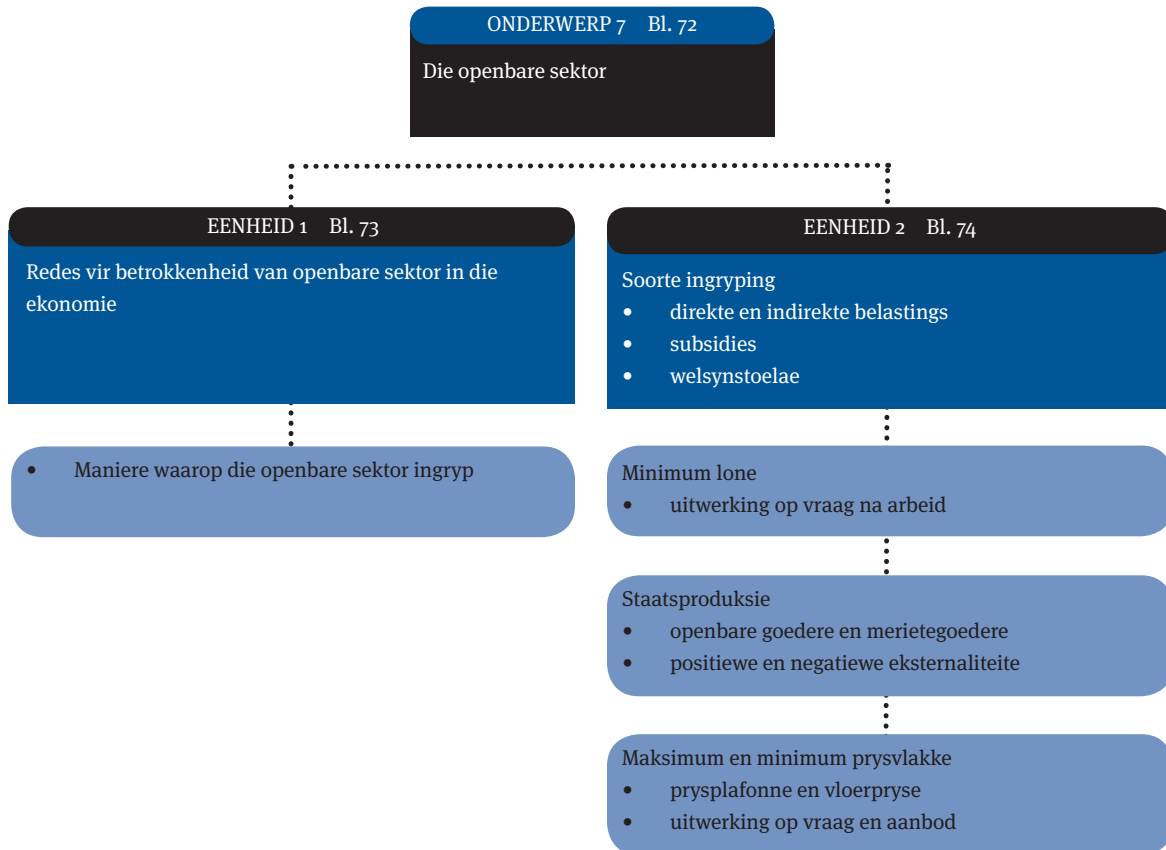 ONDERWERP 7 Bl. 72
Die openbare sektor
EENHEID 1 Bl. 73
Redes vir betrokkenheid van openbare sektor in die
ekonomie
• Maniere waarop die openbare sektor ingryp
EENHEID 2 Bl. 74
Soorte ingryping
• direkte en indirekte belastings
• subsidies
• welsynstoelae
Minimum lone
• uitwerking op vraag na arbeid
Staatsproduksie
• openbare goedere en merietegoedere
• positiewe en negatiewe eksternaliteite
Maksimum en minimum prysvlakke
• prysplafonne en vloerpryse
• uitwerking op vraag en aanbod